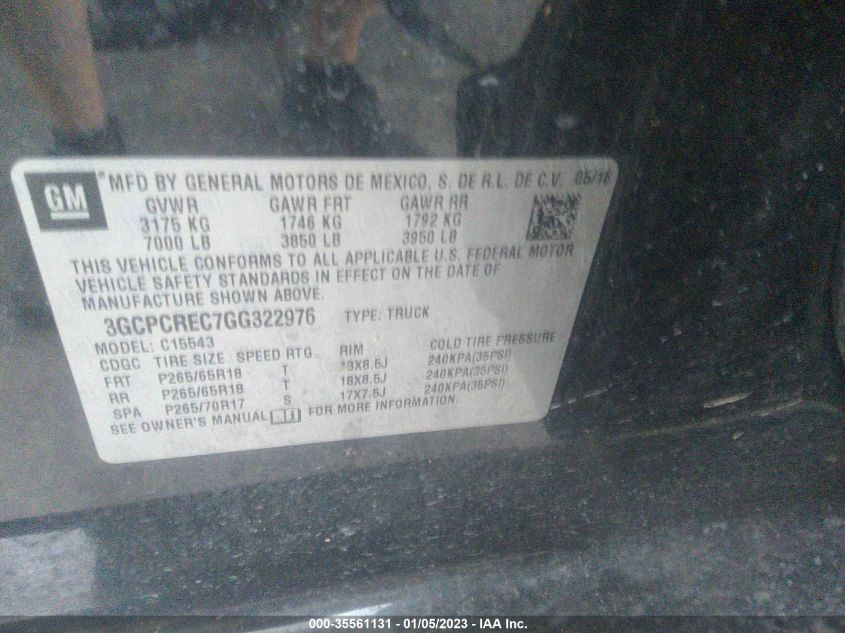 GM
MFD BY GENERAL MOTORS DE MEXICO, S. DE R.L. DE C.V. 05/16
GVWR GAWR FRT GAWR RR
3175 KG 1746 KG 1792 KG
7000 LB 3850 LB 3950 LB
THIS VEHICLE CONFORMS TO ALL APPLICABLE U.S. FEDERAL MOTOR
VEHICLE SAFETY STANDARDS IN EFFECT ON THE DATE OF
MANUFACTURE SHOWN ABOVE.
3GCPCREC7GG322976 TYPE: TRUCK
MODEL: C15543
CDGC TIRE SIZE SPEED RTG RIM COLD TIRE PRESSURE
FRT P265/65R18 T 18X8.5J 240KPA(35PSI)
RR P265/65R18 T 18X8.5J 240KPA(35PSI)
SPA P265/70R17 S 17X7.5J 240KPA(35PSI)
SEE OWNER'S MANUAL FOR MORE INFORMATION.
000-35561131 - 01/05/2023 - IAA Inc.